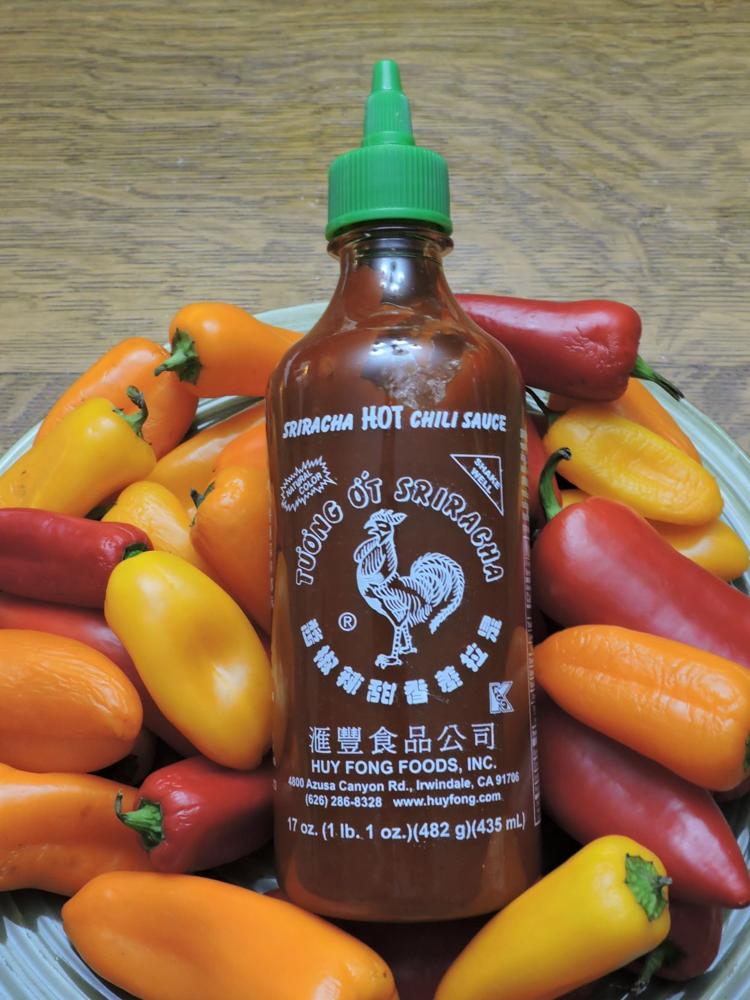 SRIRACHA HOT CHILI SAUCE
NATURAL COLOR
SHAKE WELL
TƯƠNG ỚT SRIRACHA
®
是拉差香甜辣椒醬
K
滙豐食品公司
HUY FONG FOODS, INC.
4800 Azusa Canyon Rd., Irwindale, CA 91706
(626) 286-8328 www.huyfong.com
17 oz. (1 lb. 1 oz.)(482 g)(435 mL)